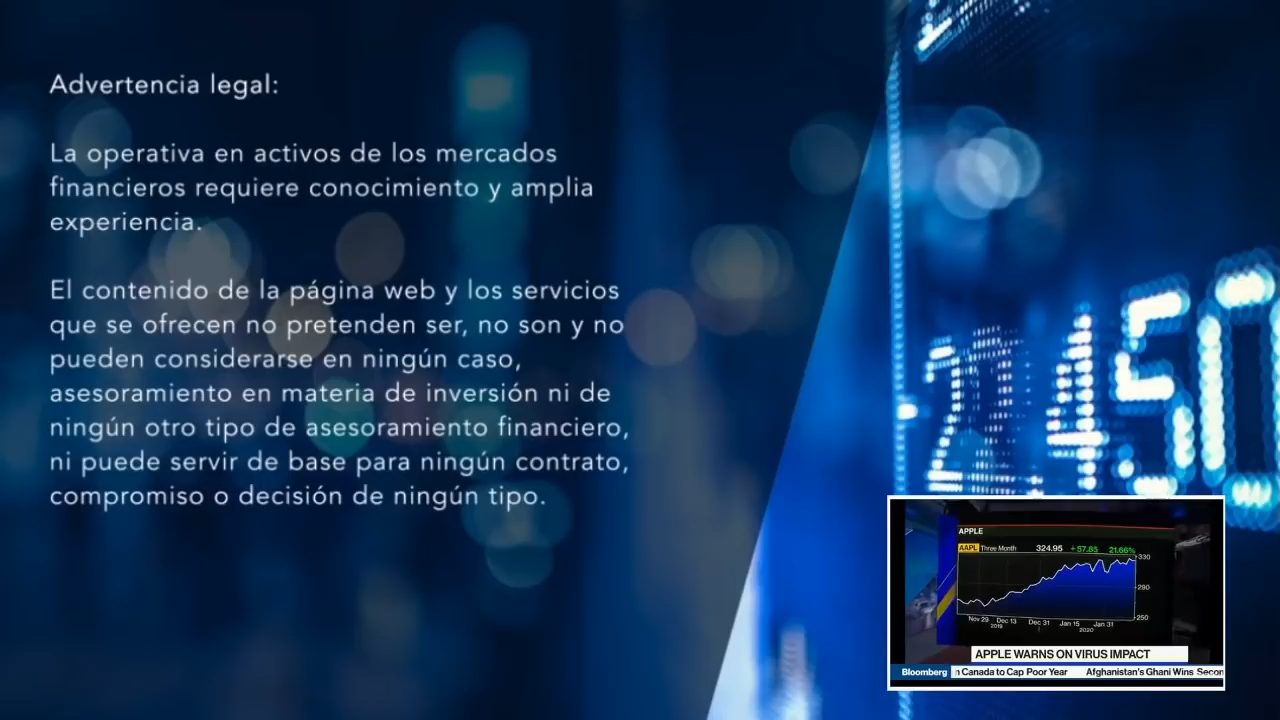 Advertencia legal:
La operativa en activos de los mercados
financieros requiere conocimiento y amplia
experiencia.
El contenido de la página web y los servicios
que se ofrecen no pretenden ser, no son y no
pueden considerarse en ningún caso,
asesoramiento en materia de inversión ni de
ningún otro tipo de asesoramiento financiero,
ni puede servir de base para ningún contrato,
compromiso o decisión de ningún tipo.
450
APPLE
AAPL Three Month 324.95 +57.85 21.66%
330
290
250
Nov 29 Dec 13 Dec 31 Jan 15 Jan 31
2019 2020
APPLE WARNS ON VIRUS IMPACT
Bloomberg n Canada to Cap Poor Year Afghanistan's Ghani Wins Secon